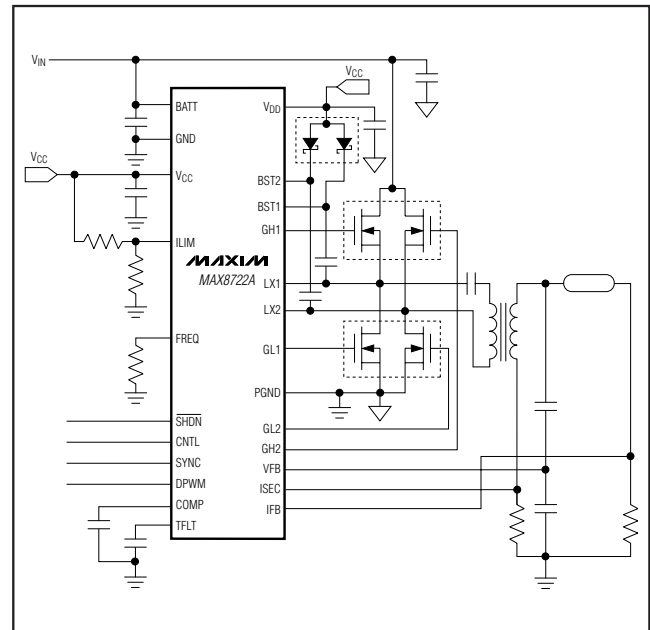 VIN
VCC
BATT
VDD
GND
VCC
VCC
BST2
BST1
GH1
ILIM
MAXIM
MAX8722A
LX1
LX2
FREQ
GL1
PGND
SHDN
GL2
CNTL
GH2
SYNC
VFB
DPWM
ISEC
COMP
IFB
TFLT